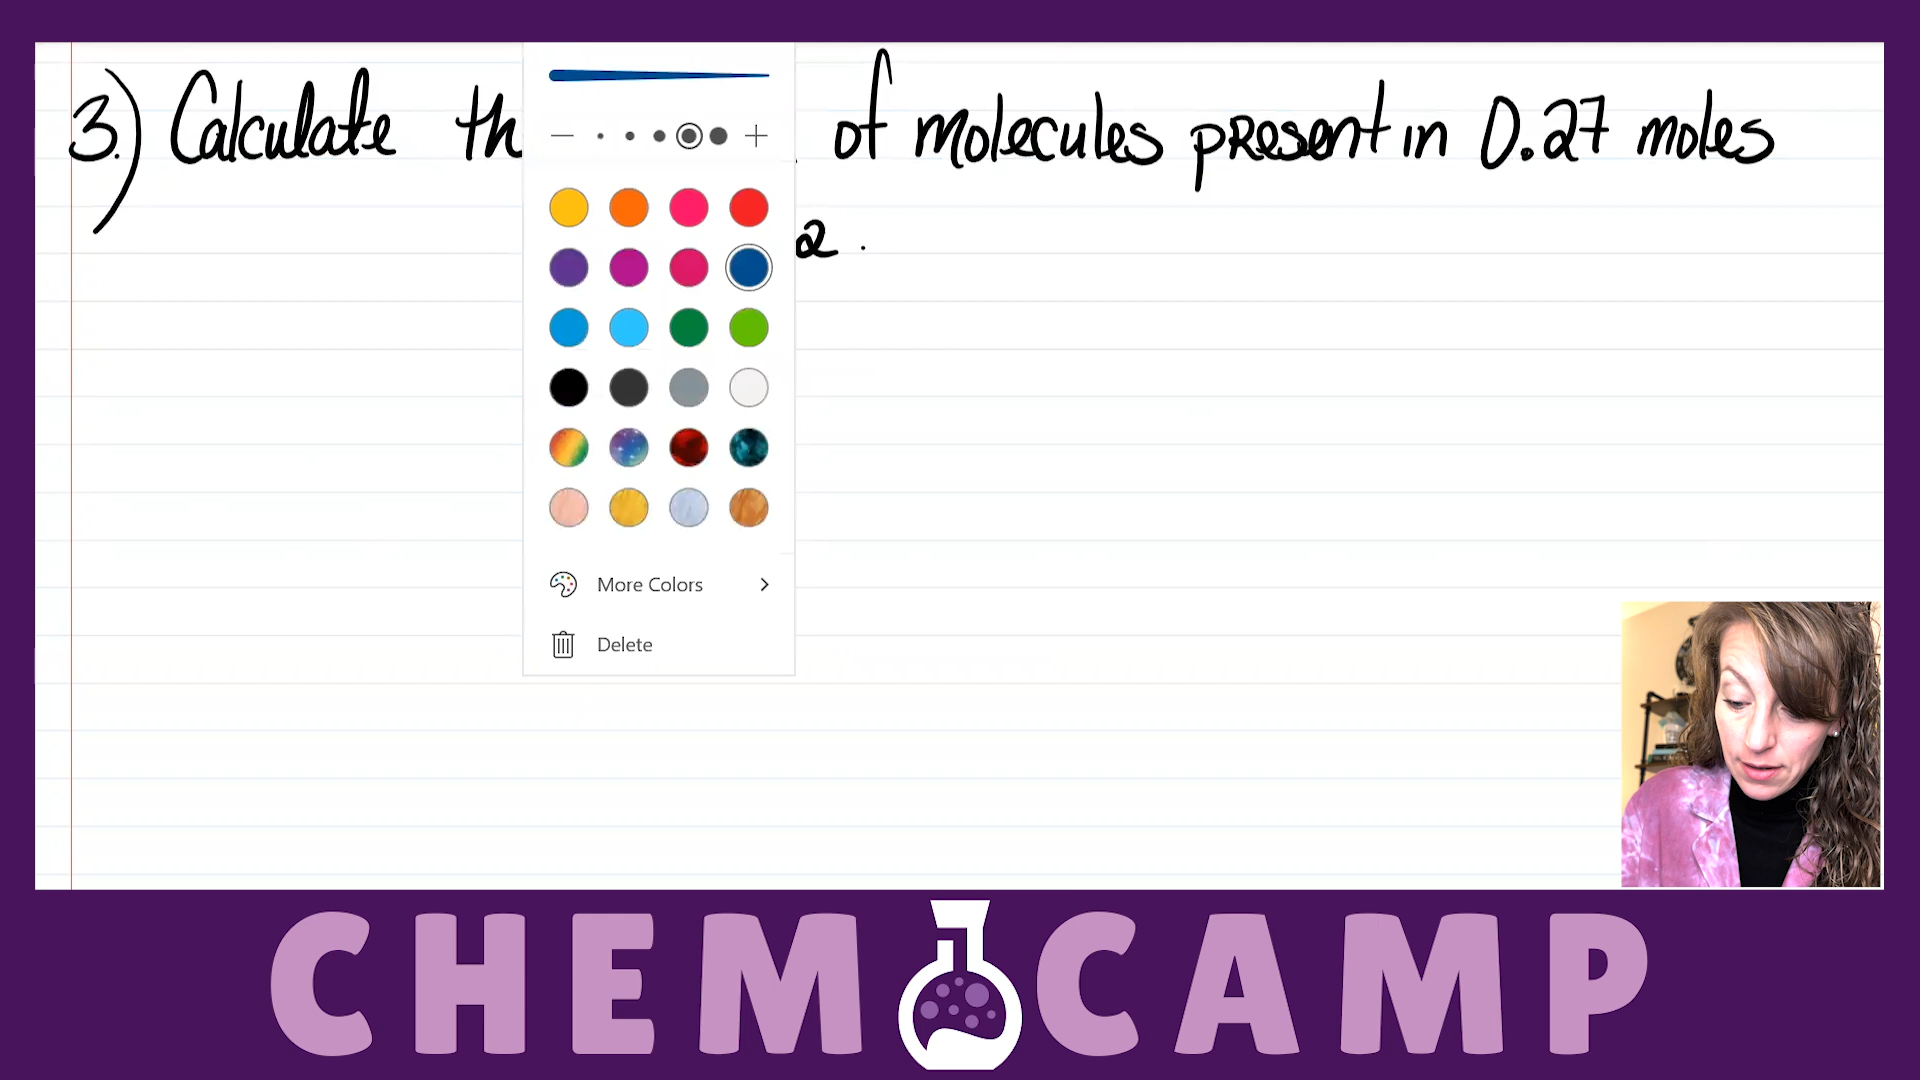 3.) Calculate th of molecules present in 0.27 moles
2.
More Colors
Delete
CHEM CAMP